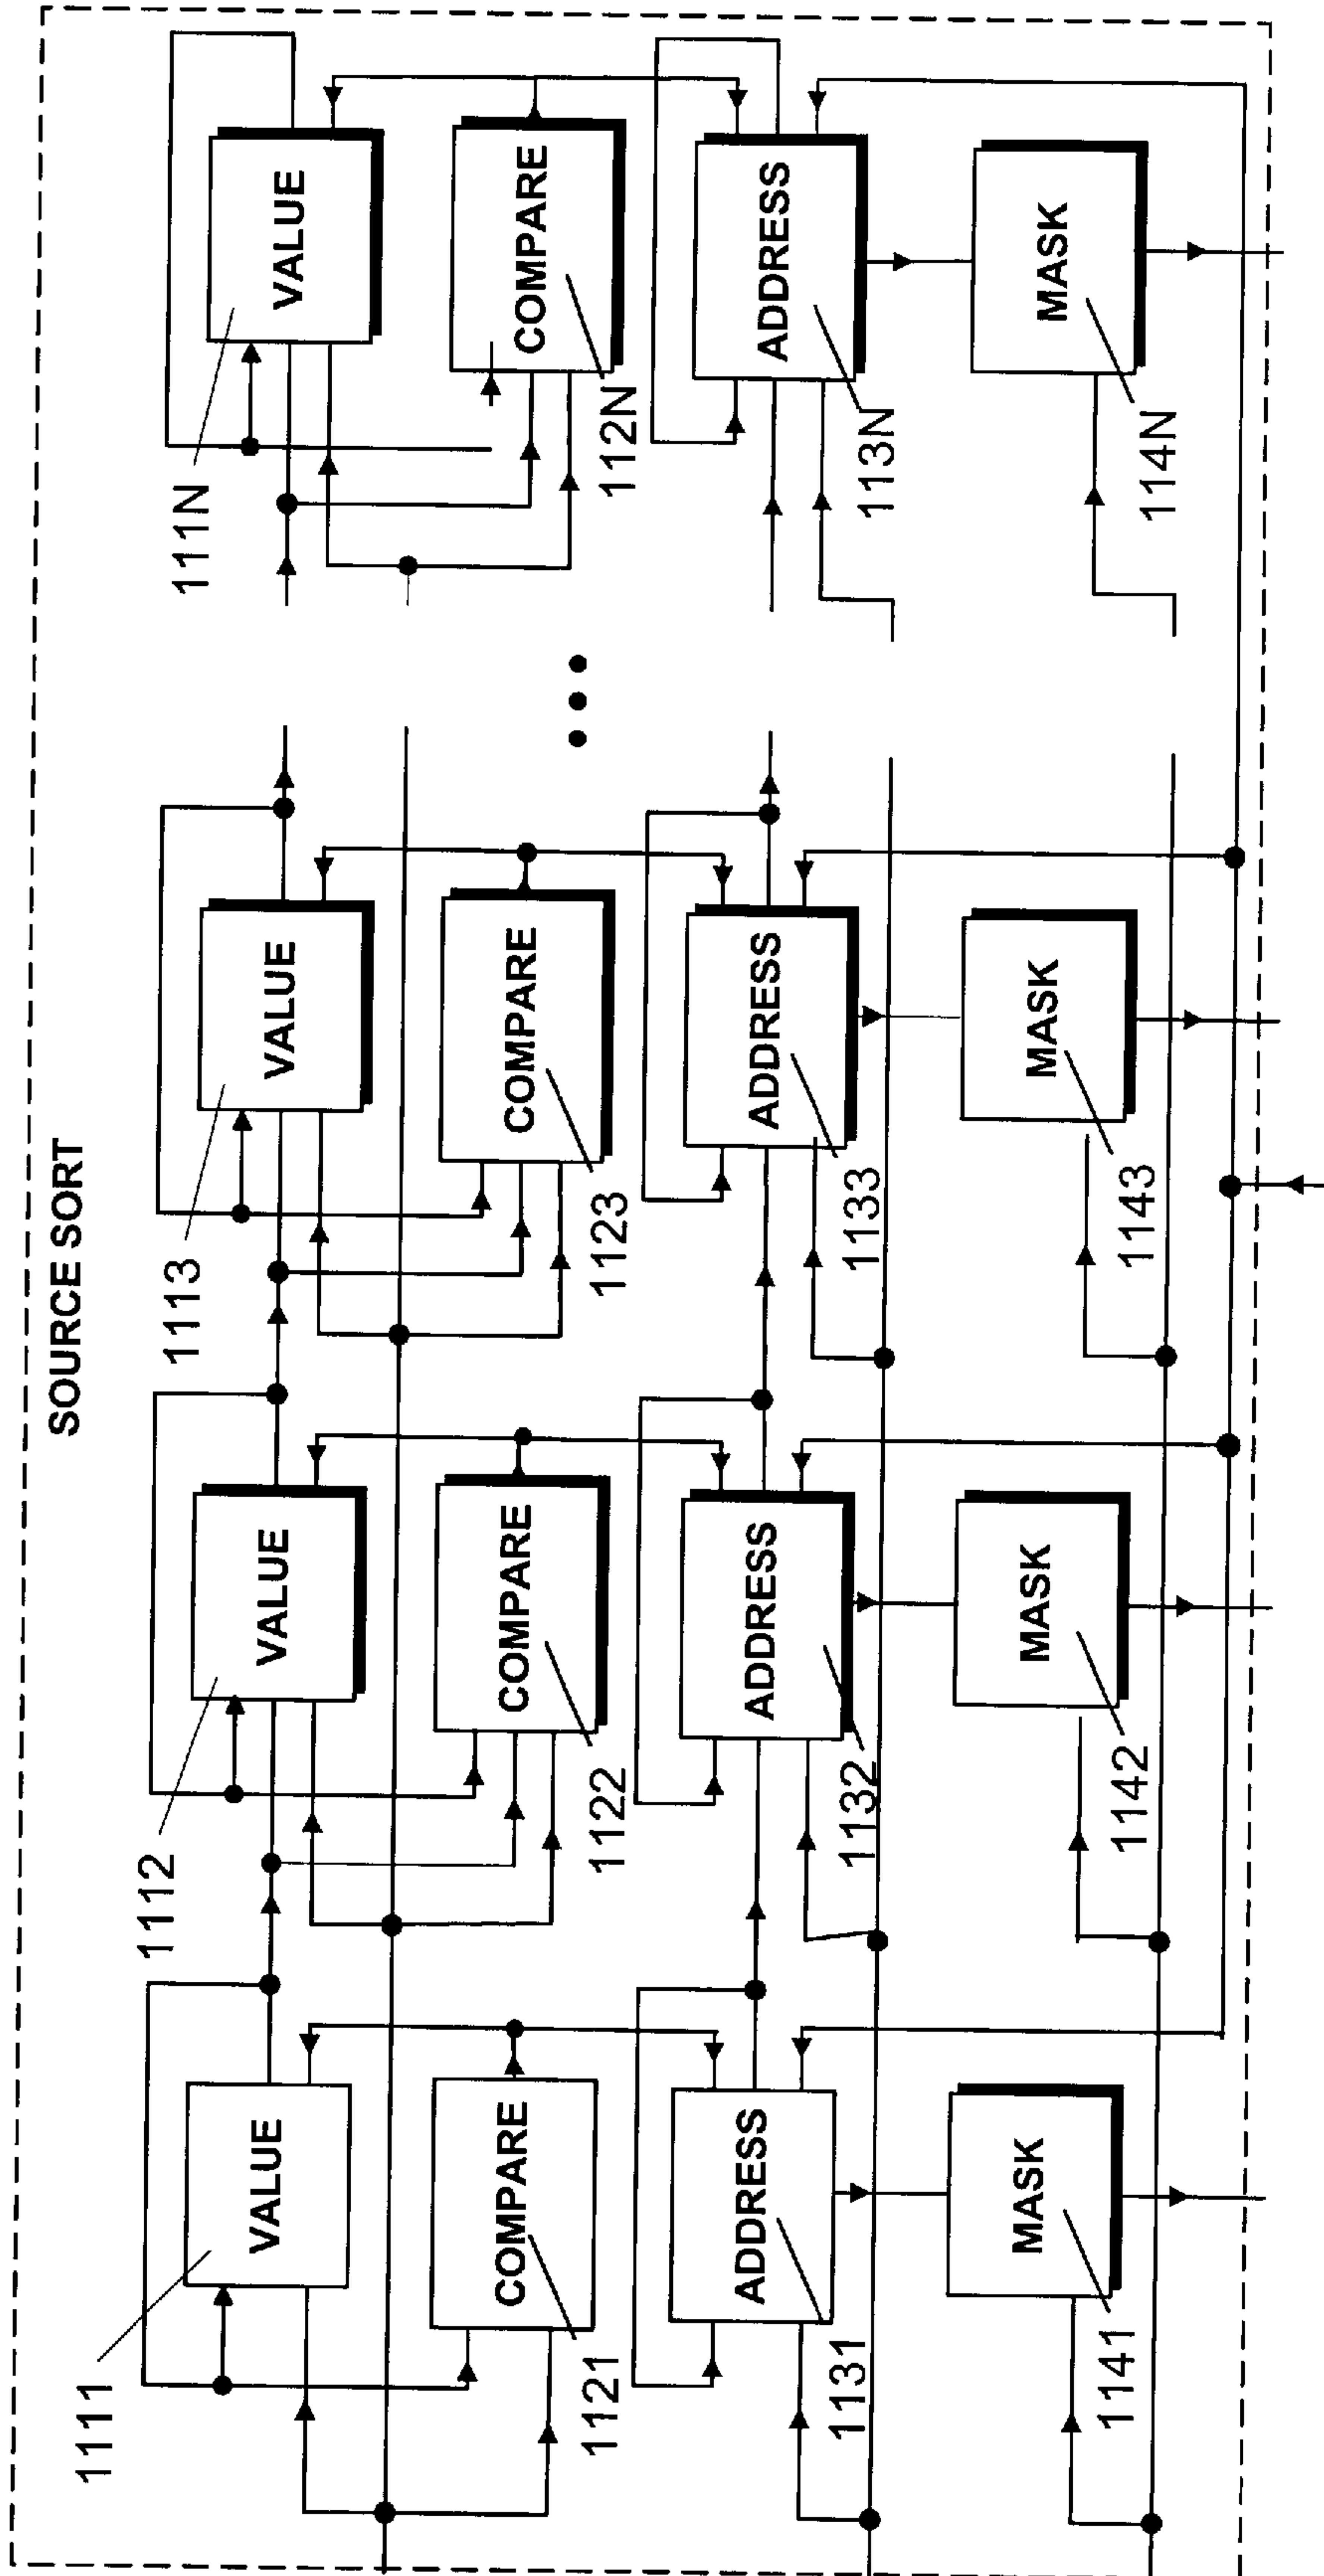 SOURCE SORT
VALUE
VALUE
VALUE
VALUE
1111
1112
1113
111N
COMPARE
COMPARE
COMPARE
COMPARE
1121
1122
1123
112N
ADDRESS
ADDRESS
ADDRESS
ADDRESS
1131
1132
1133
113N
MASK
MASK
MASK
MASK
1141
1142
1143
114N